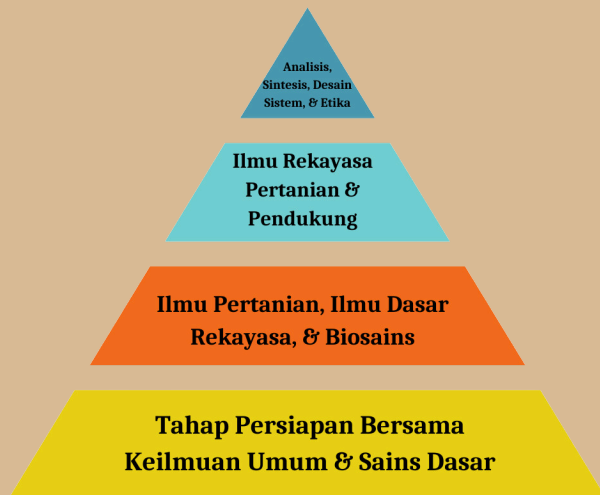 Analisis,
Sintesis, Desain
Sistem, & Etika
Ilmu Rekayasa
Pertanian &
Pendukung
Ilmu Pertanian, Ilmu Dasar
Rekayasa, & Biosains
Tahap Persiapan Bersama
Keilmuan Umum & Sains Dasar